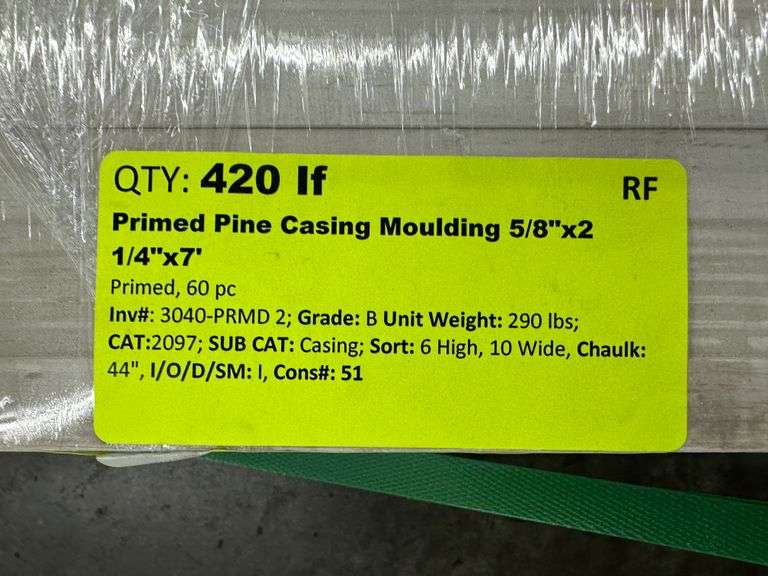 QTY: 420 lf
RF
Primed Pine Casing Moulding 5/8"x2
1/4"x7'
Primed, 60 pc
Inv#: 3040-PRMD 2; Grade: B Unit Weight: 290 lbs;
CAT:2097; SUB CAT: Casing; Sort: 6 High, 10 Wide, Chaulk:
44", I/O/D/SM: I, Cons#: 51